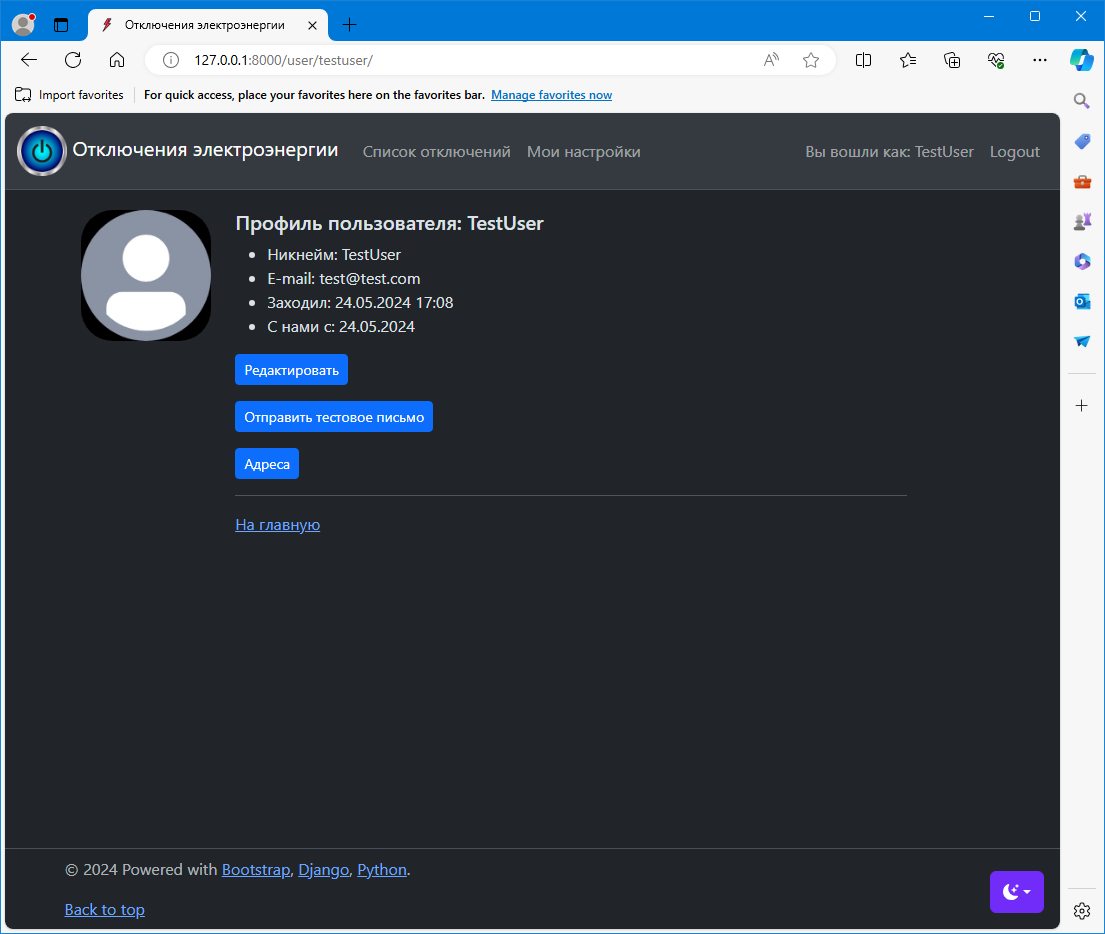 Отключения электроэнергии
127.0.0.1:8000/user/testuser/
Import favorites For quick access, place your favorites here on the favorites bar. Manage favorites now
Отключения электроэнергии Список отключений Мои настройки Вы вошли как: TestUser Logout
Профиль пользователя: TestUser
Никнейм: TestUser
E-mail: test@test.com
Заходил: 24.05.2024 17:08
С нами с: 24.05.2024
Редактировать
Отправить тестовое письмо
Адреса
На главную
© 2024 Powered with Bootstrap, Django, Python.
Back to top